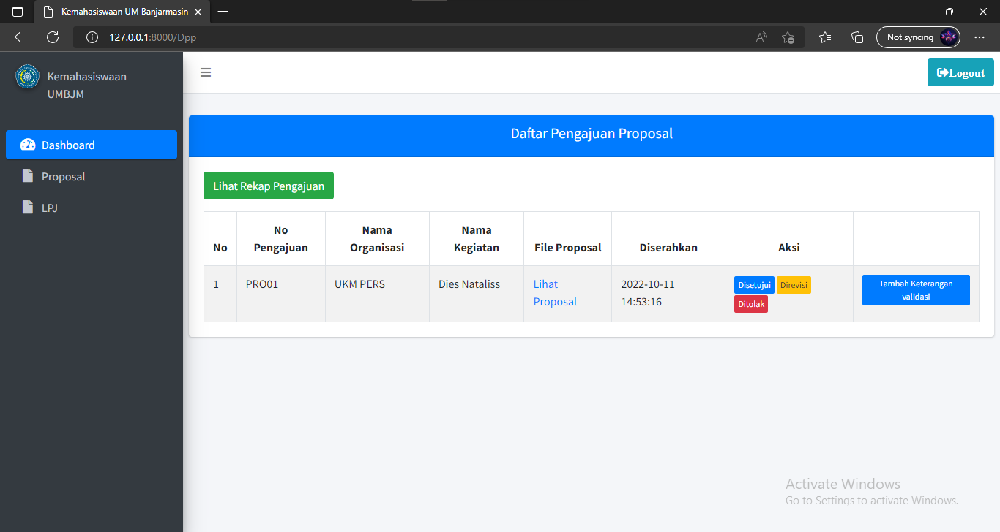 Kemahasiswaan UM Banjarmasin
127.0.0.1:8000/Dpp
Not syncing
Kemahasiswaan
UMBJM
Logout
Dashboard
Proposal
LPJ
Daftar Pengajuan Proposal
Lihat Rekap Pengajuan
No
No Pengajuan
Nama Organisasi
Nama Kegiatan
File Proposal
Diserahkan
Aksi
1
PRO01
UKM PERS
Dies Nataliss
Lihat
Proposal
2022-10-11
14:53:16
Disetujui Direvisi
Ditolak
Tambah Keterangan
validasi
Activate Windows
Go to Settings to activate Windows.